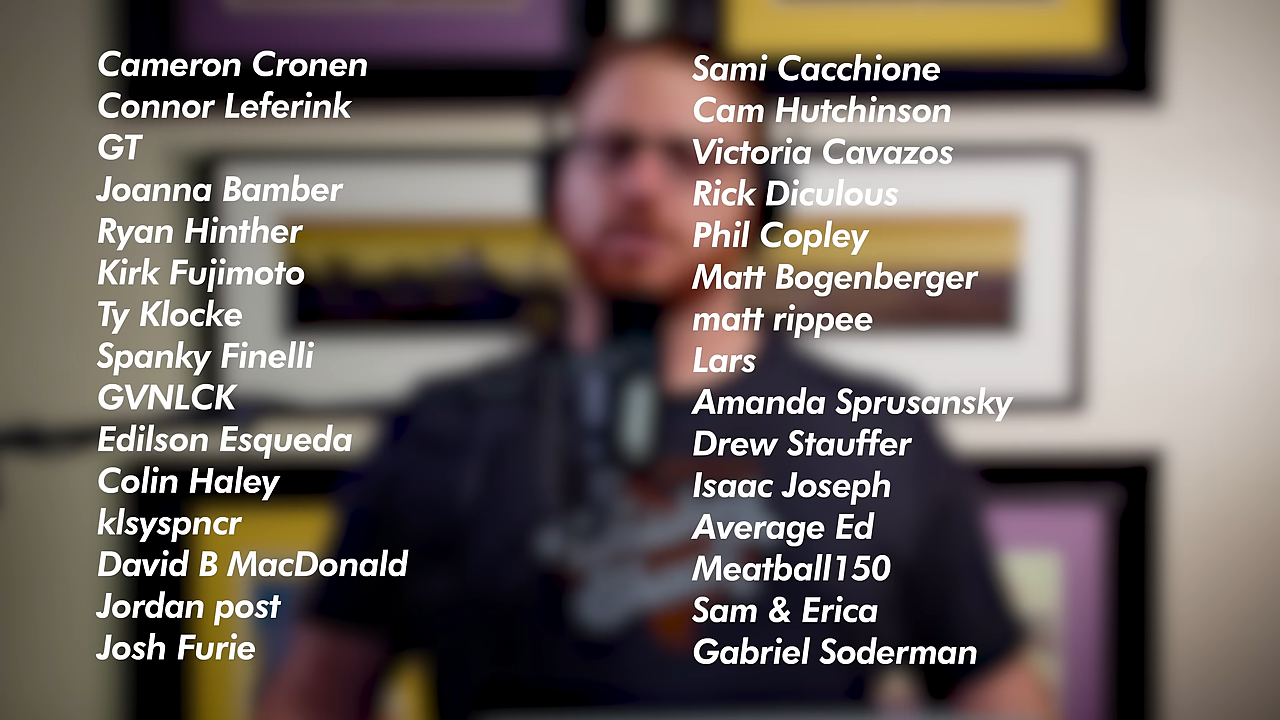 Cameron Cronen
Connor Leferink
GT
Joanna Bamber
Ryan Hinther
Kirk Fujimoto
Ty Klocke
Spanky Finelli
GVNLCK
Edilson Esqueda
Colin Haley
klsyspncr
David B MacDonald
Jordan post
Josh Furie
Sami Cacchione
Cam Hutchinson
Victoria Cavazos
Rick Diculous
Phil Copley
Matt Bogenberger
matt rippee
Lars
Amanda Sprusansky
Drew Stauffer
Isaac Joseph
Average Ed
Meatball150
Sam & Erica
Gabriel Soderman